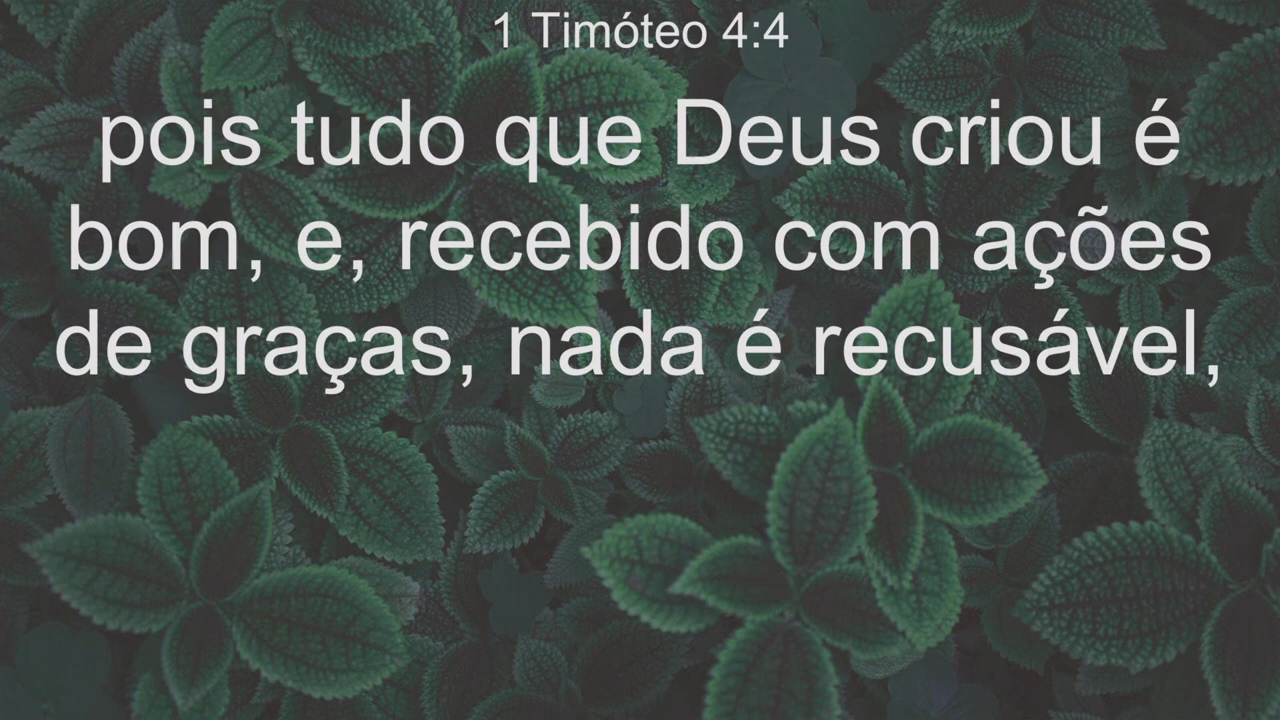 1 Timóteo 4:4
pois tudo que Deus criou é
bom, e, recebido com ações
de graças, nada é recusável,